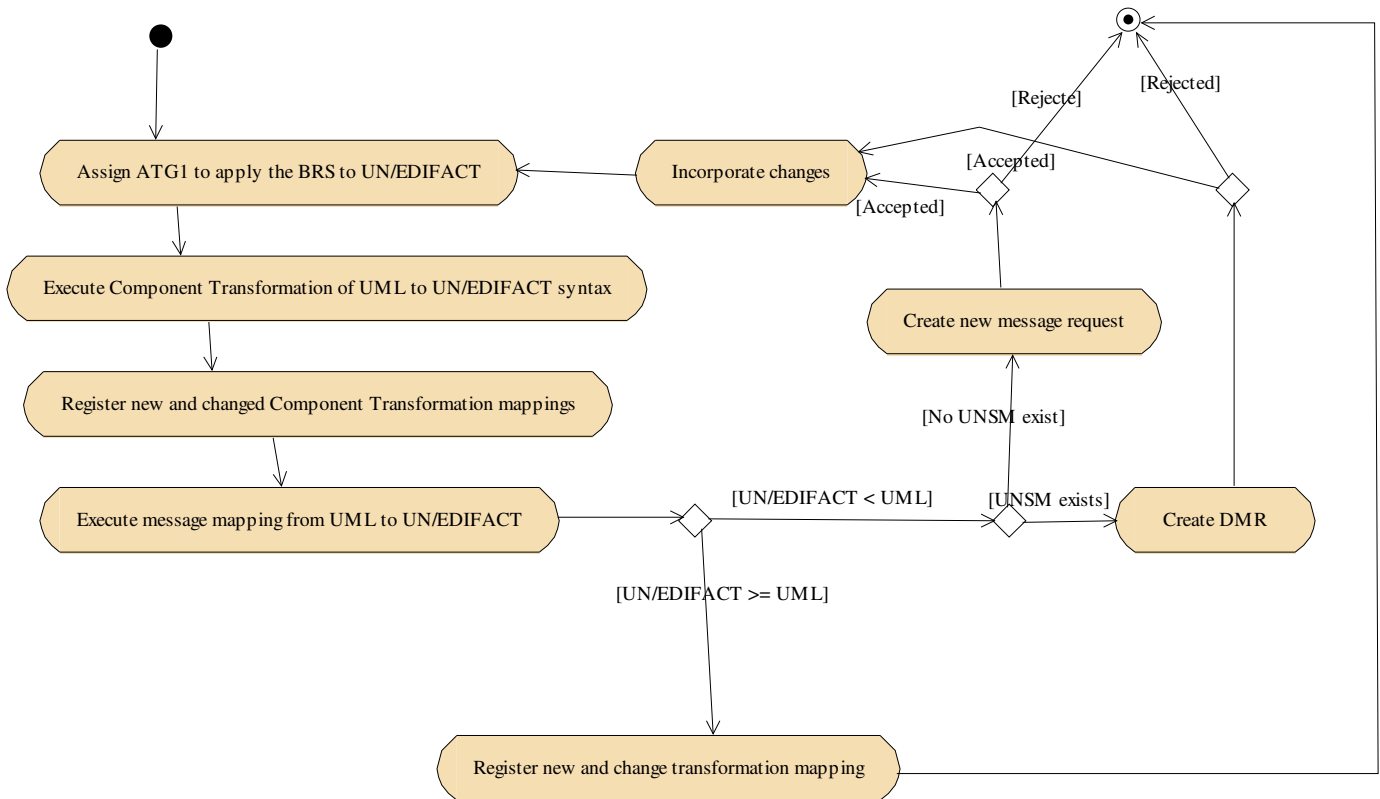 [Rejecte]
[Rejected]
Assign ATG1 to apply the BRS to UN/EDIFACT
Incorporate changes
[Accepted]
[Accepted]
Execute Component Transformation of UML to UN/EDIFACT syntax
Create new message request
Register new and changed Component Transformation mappings
[No UNSM exist]
Execute message mapping from UML to UN/EDIFACT
[UN/EDIFACT < UML]
[UNSM exists]
Create DMR
[UN/EDIFACT >= UML]
Register new and change transformation mapping